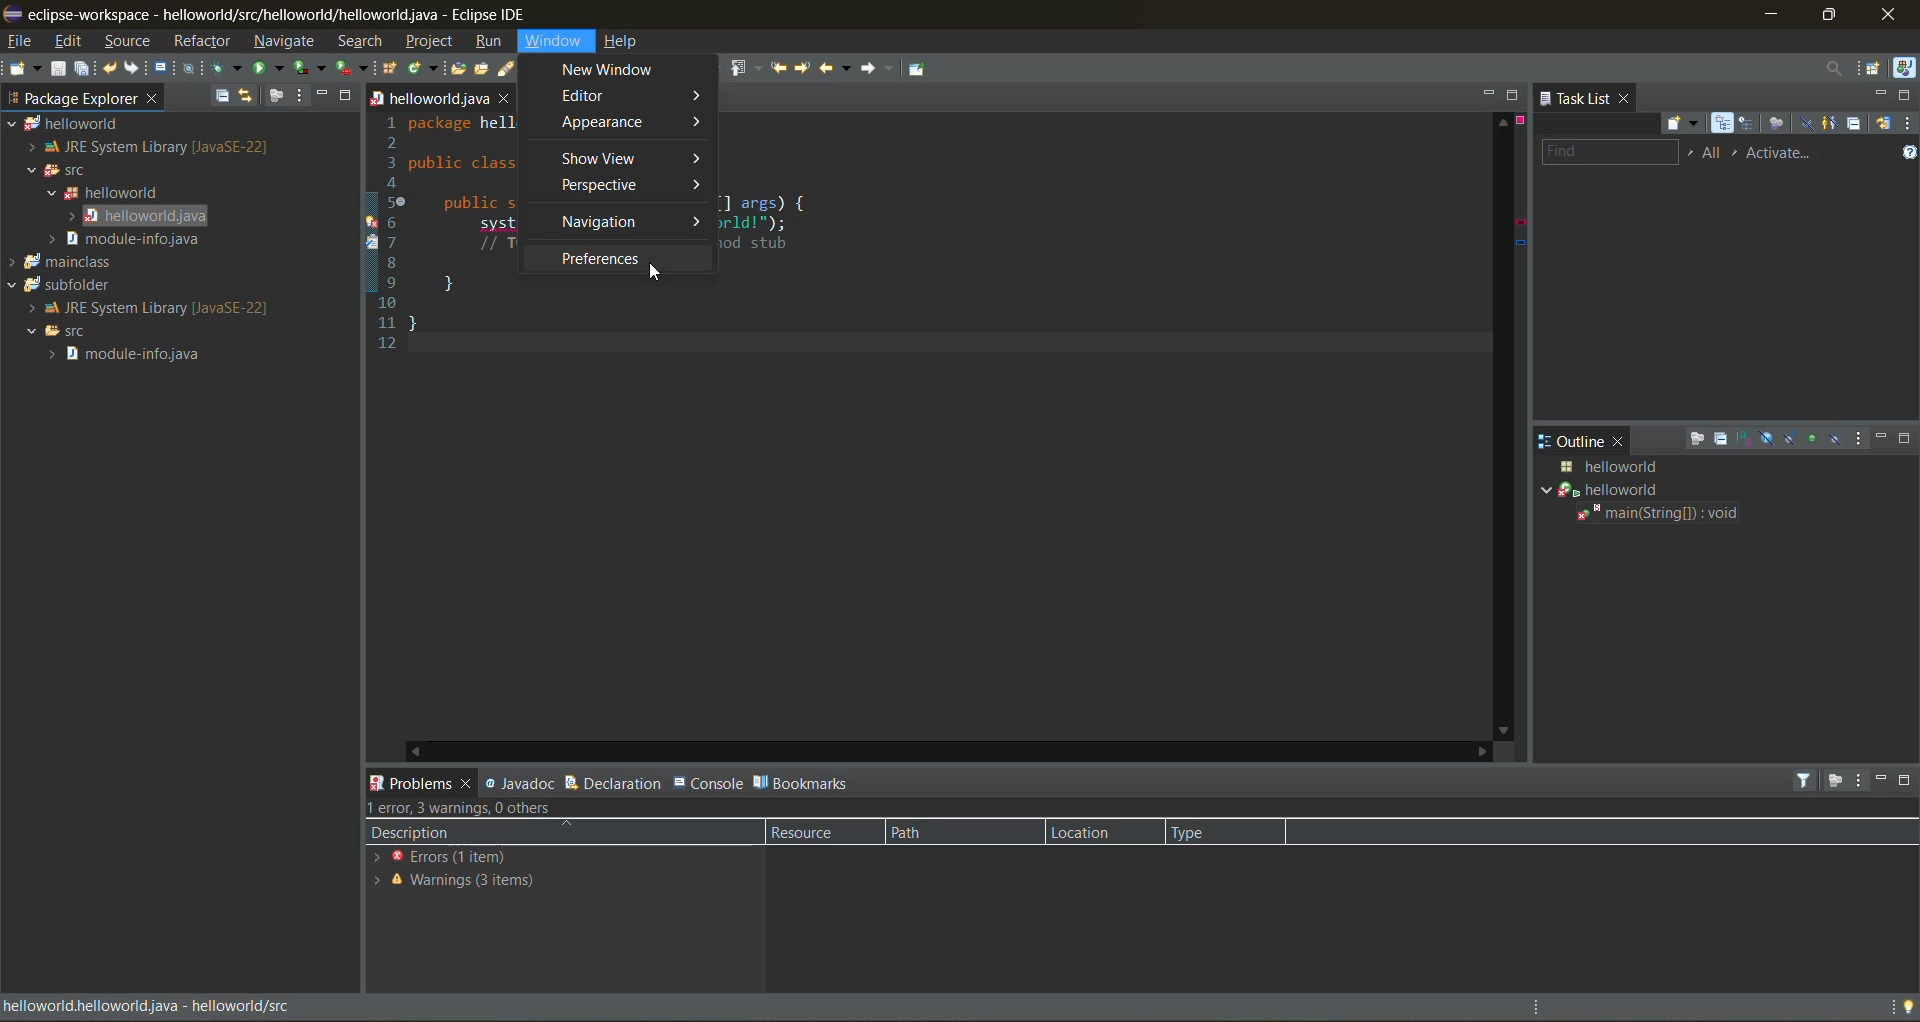 eclipse-workspace - helloworld/src/helloworld/helloworld.java - Eclipse IDE
File Edit Source Refactor Navigate Search Project Run Window Help
Package Explorer
helloworld
JRE System Library [JavaSE-22]
src
helloworld
helloworld.java
module-info.java
mainclass
subfolder
JRE System Library [JavaSE-22]
src
module-info.java
helloworld.java
1 package hell
2
3 public class
4
5 public s [] args) {
6 syst orld!");
7 // T nod stub
8
9 }
10
11 }
12
New Window
Editor
Appearance
Show View
Perspective
Navigation
Preferences
Task List
Find All Activate...
Outline
helloworld
helloworld
main(String[]) : void
Problems Javadoc Declaration Console Bookmarks
1 error, 3 warnings, 0 others
Description Resource Path Location Type
Errors (1 item)
Warnings (3 items)
helloworld.helloworld.java - helloworld/src